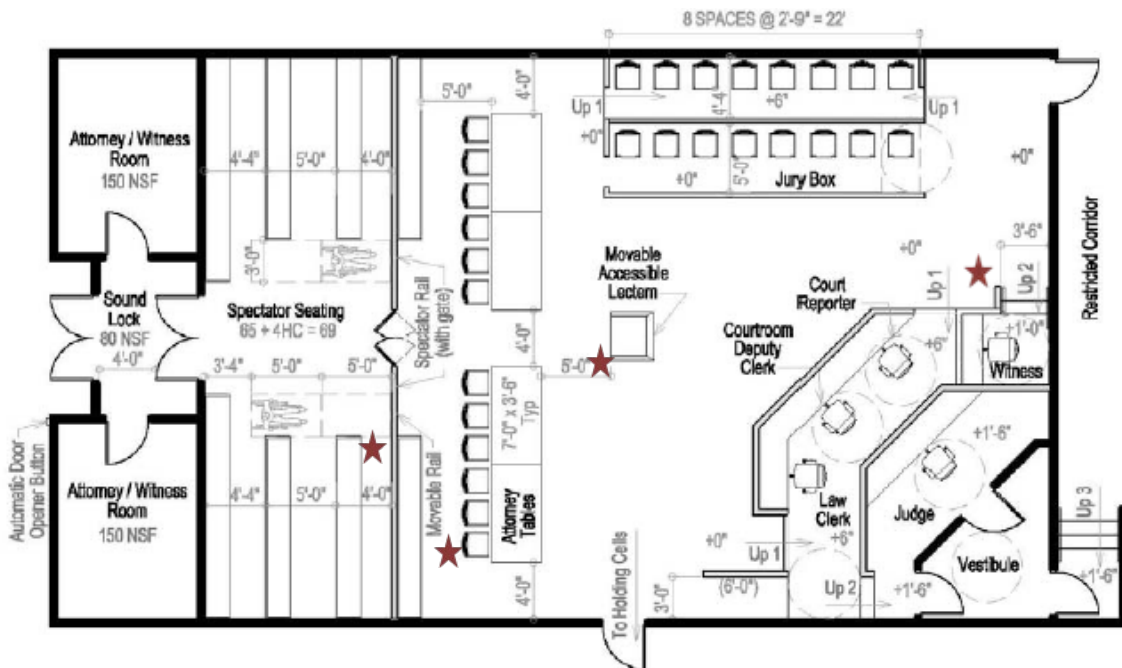 8 SPACES @ 2'-9" = 22'
Attorney / Witness
Room
150 NSF
4'-4"
5'-0"
4'-0"
5'-0"
4'-0"
Up 1
+6"
4'-4
Up 1
+0"
+0"
5'-0"
Jury Box
+0"
3'-0"
Sound
Lock
80 NSF
4'-0"
Spectator Seating
65 + 4HC = 69
Spectator Rail
(with gate)
4'-0"
Movable
Accessible
Lectern
+0"
3'-6"
Up 1
Up 2
Court
Reporter
Courtroom
Deputy
Clerk
+6"
+1'-0"
Witness
Restricted Corridor
3'-4"
5'-0"
5'-0"
5'-0"
7'-0" x 3'-6"
Typ
Automatic Door
Opener Button
Attorney / Witness
Room
150 NSF
4'-4"
5'-0"
4'-0"
Movable Rail
Attorney
Tables
4'-0"
+1'-6"
Judge
Law
Clerk
+6"
+0"
Up 1
(6'-0")
3'-0"
Up 2
+1'-6"
Vestibule
Up 3
+1'-6"
To Holding Cells